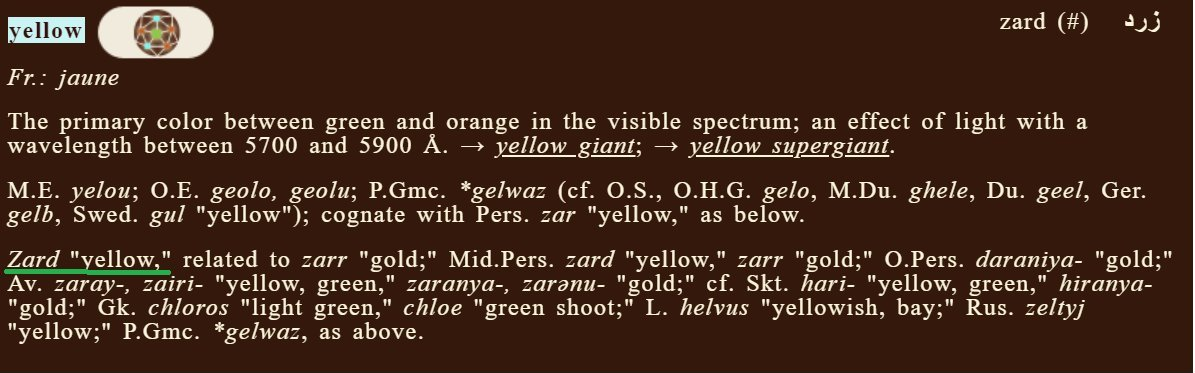 yellow zard (#) زرد
Fr.: jaune
The primary color between green and orange in the visible spectrum; an effect of light with a
wavelength between 5700 and 5900 Å. → yellow giant; → yellow supergiant.
M.E. yelou; O.E. geolo, geolu; P.Gmc. *gelwaz (cf. O.S., O.H.G. gelo, M.Du. ghele, Du. geel, Ger.
gelb, Swed. gul "yellow"); cognate with Pers. zar "yellow," as below.
Zard "yellow," related to zarr "gold;" Mid.Pers. zard "yellow," zarr "gold;" O.Pers. daraniya- "gold;"
Av. zaray-, zairi- "yellow, green," zaranya-, zarənu- "gold;" cf. Skt. hari- "yellow, green," hiranya-
"gold;" Gk. chloros "light green," chloe "green shoot;" L. helvus "yellowish, bay;" Rus. zeltyj
"yellow;" P.Gmc. *gelwaz, as above.